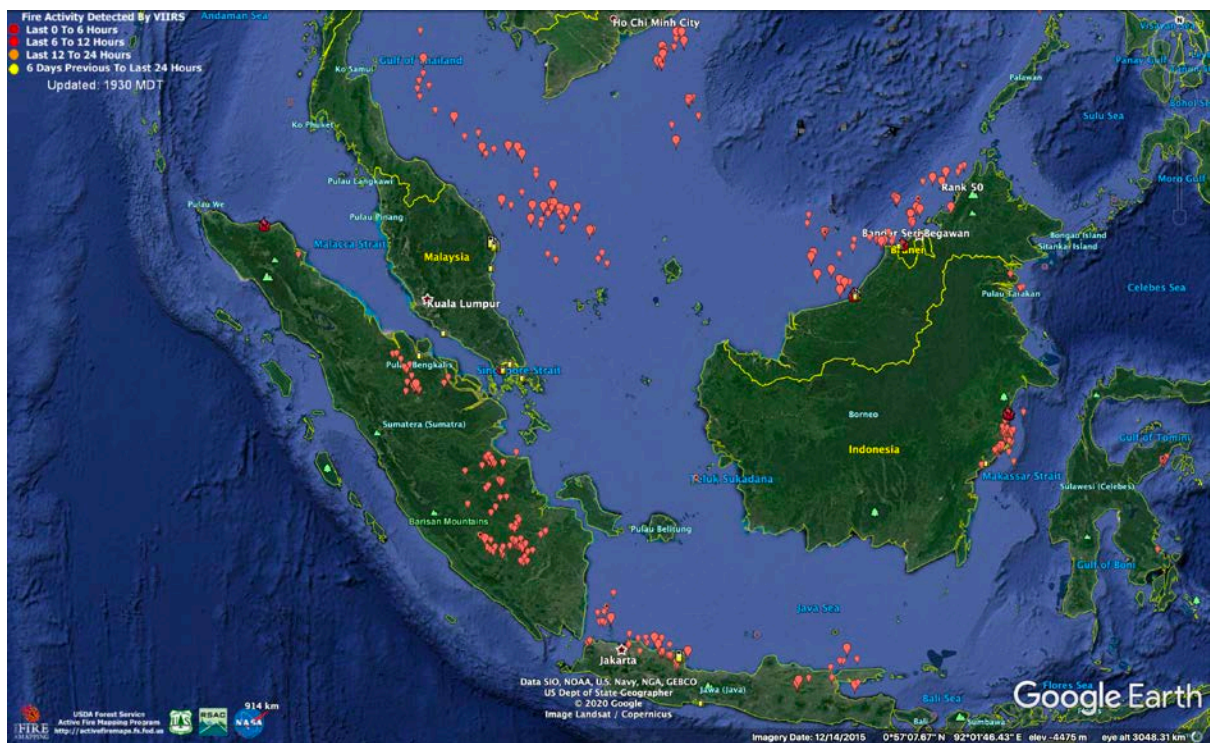 Fire Activity Detected By VIIRS
Last 0 To 6 Hours
Last 6 To 12 Hours
Last 12 To 24 Hours
6 Days Previous To Last 24 Hours
Updated: 1930 MDT
Andaman Sea
Ho Chi Minh City
Gulf of Thailand
Ko Samui
Ko Phuket
Palawan
Panay Gulf
Sulu Sea
Moro Gulf
Pulau Langkawi
Pulau We
Pulau Pinang
Malacca Strait
Malaysia
Kuala Lumpur
Rank 50
Bandar Seri Begawan
Brunei
Bongao Island
Sitankai Island
Pulau Tarakan
Celebes Sea
Pulau Bengkalis
Singapore Strait
Sumatera (Sumatra)
Borneo
Indonesia
Gulf of Tomini
Teluk Sukadana
Makassar Strait
Sulawesi (Celebes)
Barisan Mountains
Pulau Belitung
Gulf of Boni
Java Sea
Jakarta
Data SIO, NOAA, U.S. Navy, NGA, GEBCO
US Dept of State Geographer
© 2020 Google
Image Landsat / Copernicus
Jawa (Java)
Bali Sea
Flores Sea
Bali
Sumbawa
Google Earth
914 km
FIRE
MAPPING
USDA Forest Service
Active Fire Mapping Program
http://activefiremaps.fs.fed.us
RSAC
NASA
Imagery Date: 12/14/2015 0°57'07.67" N 92°01'46.43" E elev -4475 m eye alt 3048.31 km